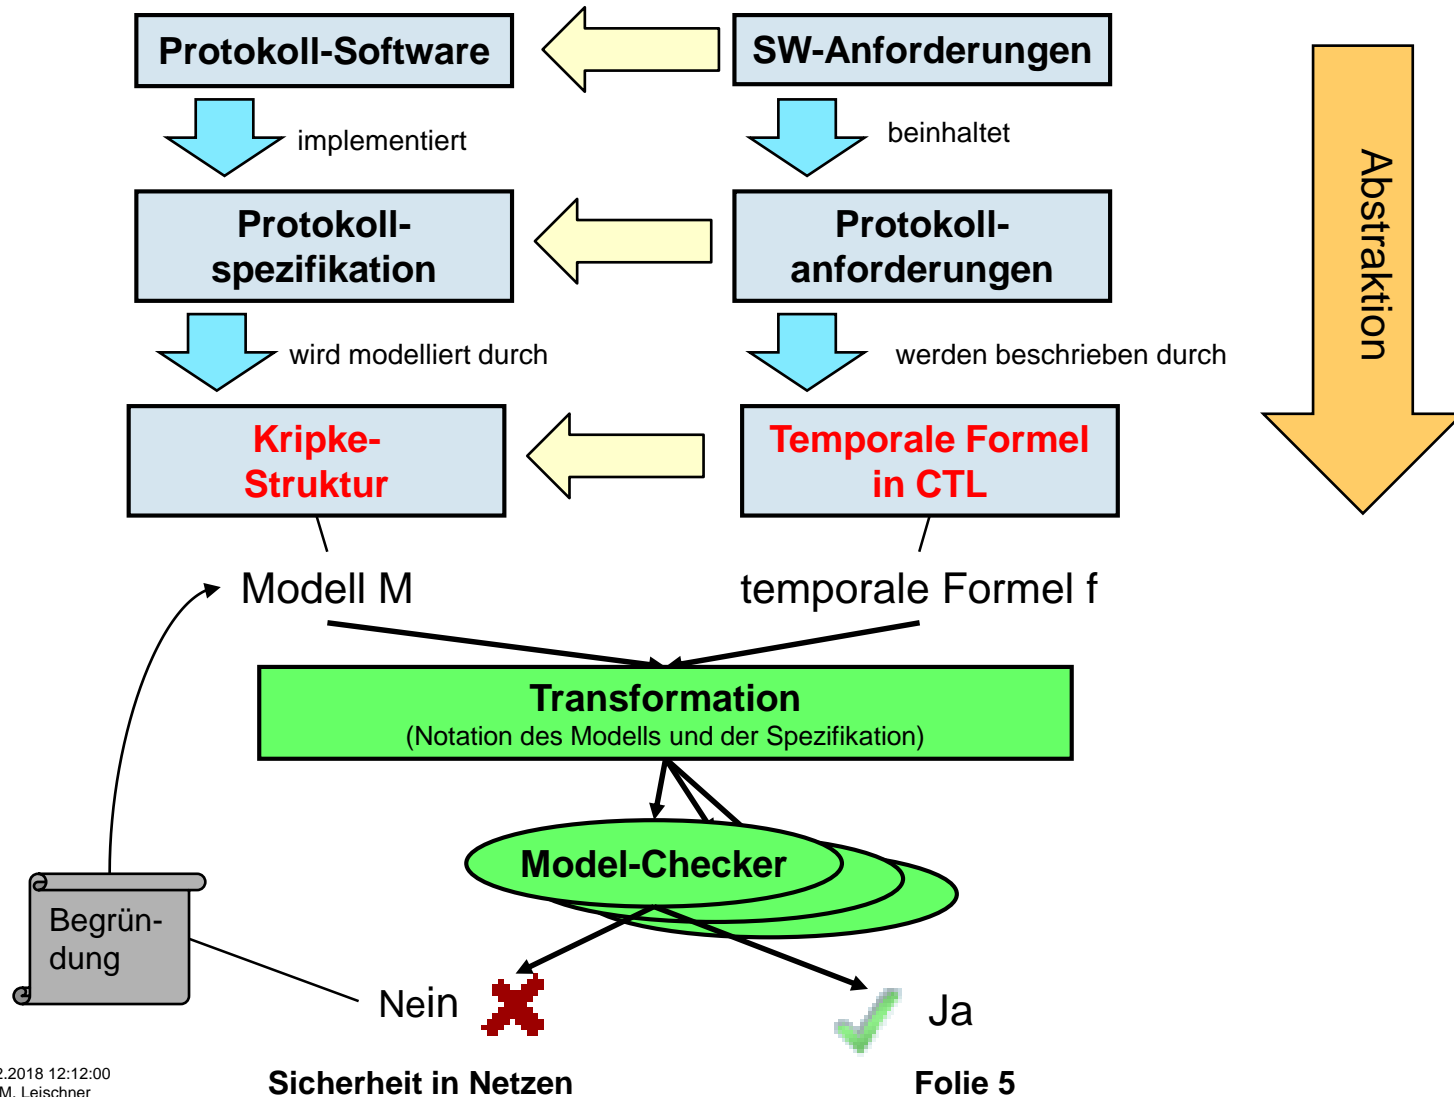 Protokoll-Software
SW-Anforderungen
implementiert
beinhaltet
Protokoll-
spezifikation
Protokoll-
anforderungen
Abstraktion
wird modelliert durch
werden beschrieben durch
Kripke-
Struktur
Temporale Formel
in CTL
Modell M
temporale Formel f
Transformation
(Notation des Modells und der Spezifikation)
Model-Checker
Begrün-
dung
Nein
Ja
2.2018 12:12:00
M. Leischner
Sicherheit in Netzen
Folie 5